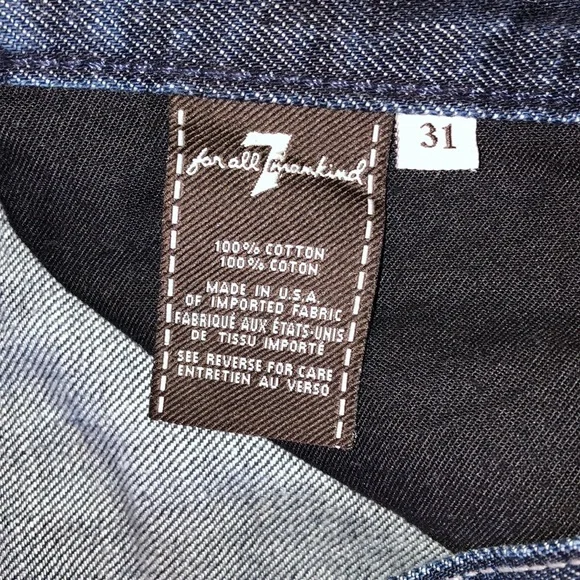 for all 7 mankind
31
100% COTTON
100% COTON
MADE IN U.S.A.
OF IMPORTED FABRIC
FABRIQUÉ AUX ÉTATS-UNIS
DE TISSU IMPORTÉ
SEE REVERSE FOR CARE
ENTRETIEN AU VERSO